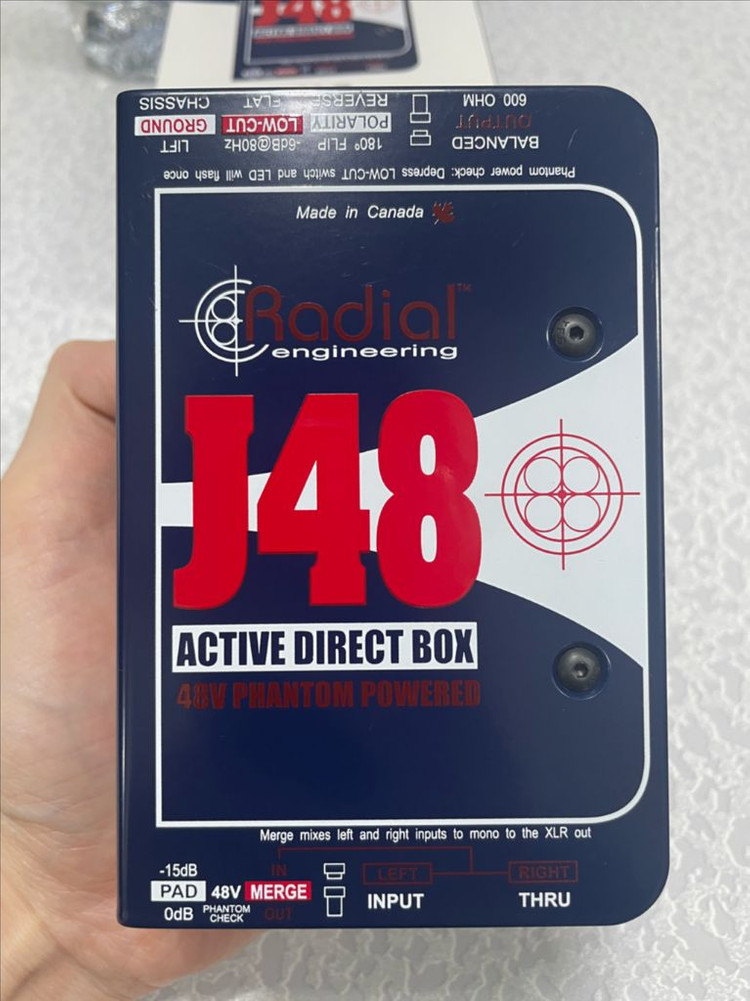 CHASSIS FLAT REVERSE 600 OHM
GROUND LOW-CUT POLARITY OUTPUT
LIFT -6dB@80Hz 180° FLIP BALANCED
Phantom power check: Depress LOW-CUT switch and LED will flash once
Made in Canada
Radial™
engineering
J48
ACTIVE DIRECT BOX
48V PHANTOM POWERED
Merge mixes left and right inputs to mono to the XLR out
-15dB IN LEFT RIGHT
PAD 48V MERGE INPUT THRU
0dB PHANTOM CHECK OUT